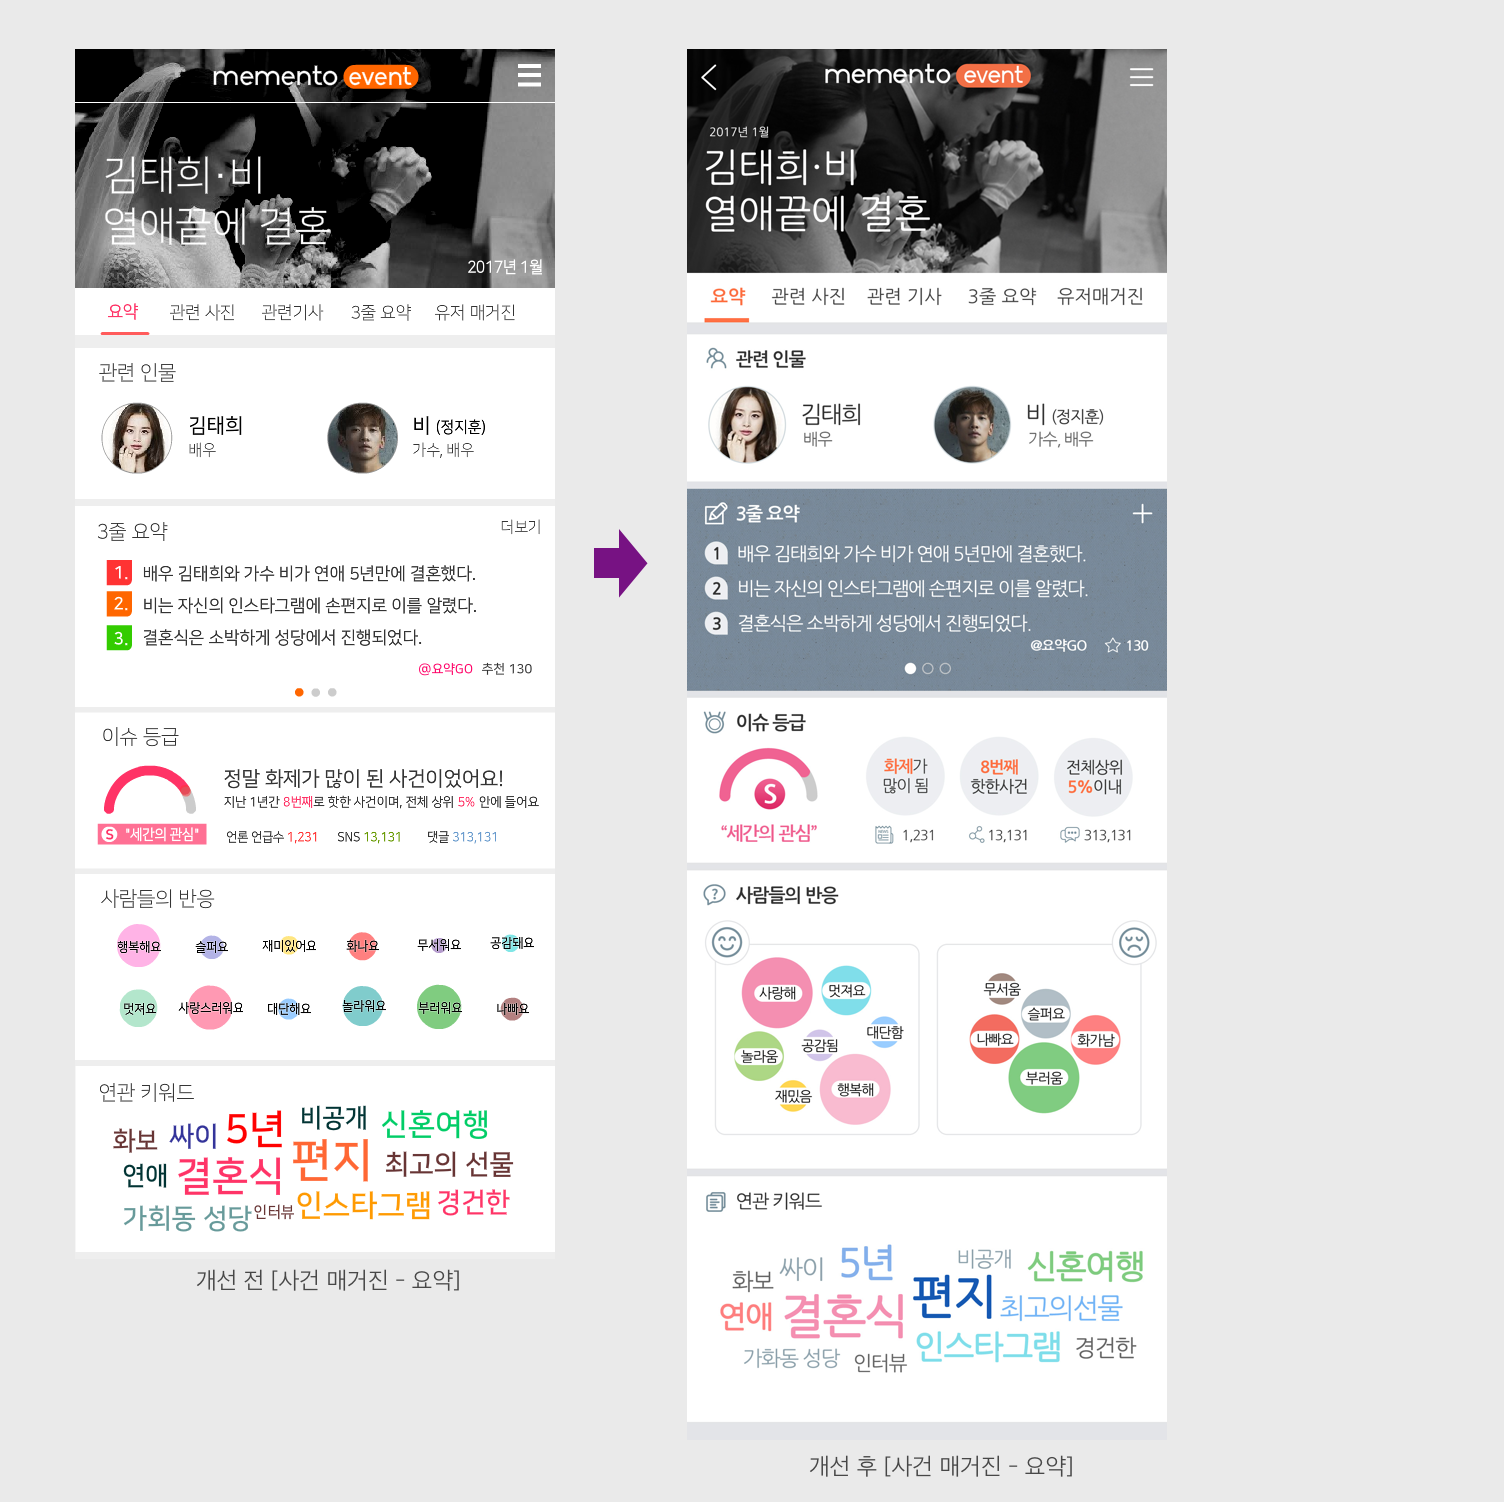 memento event
김태희·비
열애끝에 결혼
2017년 1월
요약 관련 사진 관련기사 3줄 요약 유저 매거진
관련 인물
김태희
배우
비 (정지훈)
가수, 배우
3줄 요약 더보기
1. 배우 김태희와 가수 비가 연애 5년만에 결혼했다.
2. 비는 자신의 인스타그램에 손편지로 이를 알렸다.
3. 결혼식은 소박하게 성당에서 진행되었다.
@요약GO 추천 130
이슈 등급
S "세간의 관심"
정말 화제가 많이 된 사건이었어요!
지난 1년간 8번째로 핫한 사건이며, 전체 상위 5% 안에 들어요
언론 언급수 1,231 SNS 13,131 댓글 313,131
사람들의 반응
행복해요 슬퍼요 재미있어요 화나요 무서워요 공감돼요
멋져요 사랑스러워요 대단해요 놀라워요 부러워요 나빠요
연관 키워드
화보 싸이 5년 비공개 신혼여행
연애 결혼식 편지 최고의 선물
가회동 성당 인터뷰 인스타그램 경건한
개선 전 [사건 매거진 - 요약]
memento event
2017년 1월
김태희·비
열애끝에 결혼
요약 관련 사진 관련 기사 3줄 요약 유저매거진
관련 인물
김태희
배우
비 (정지훈)
가수, 배우
3줄 요약
1 배우 김태희와 가수 비가 연애 5년만에 결혼했다.
2 비는 자신의 인스타그램에 손편지로 이를 알렸다.
3 결혼식은 소박하게 성당에서 진행되었다.
@요약GO 130
이슈 등급
S
“세간의 관심”
화제가
많이 됨
8번째
핫한사건
전체상위
5%이내
1,231 13,131 313,131
사람들의 반응
사랑해 멋져요
대단함
놀라움 공감됨
재밌음 행복해
무서움
슬퍼요
나빠요 화가남
부러움
연관 키워드
화보 싸이 5년 비공개 신혼여행
연애 결혼식 편지 최고의선물
가화동 성당 인터뷰 인스타그램 경건한
개선 후 [사건 매거진 - 요약]